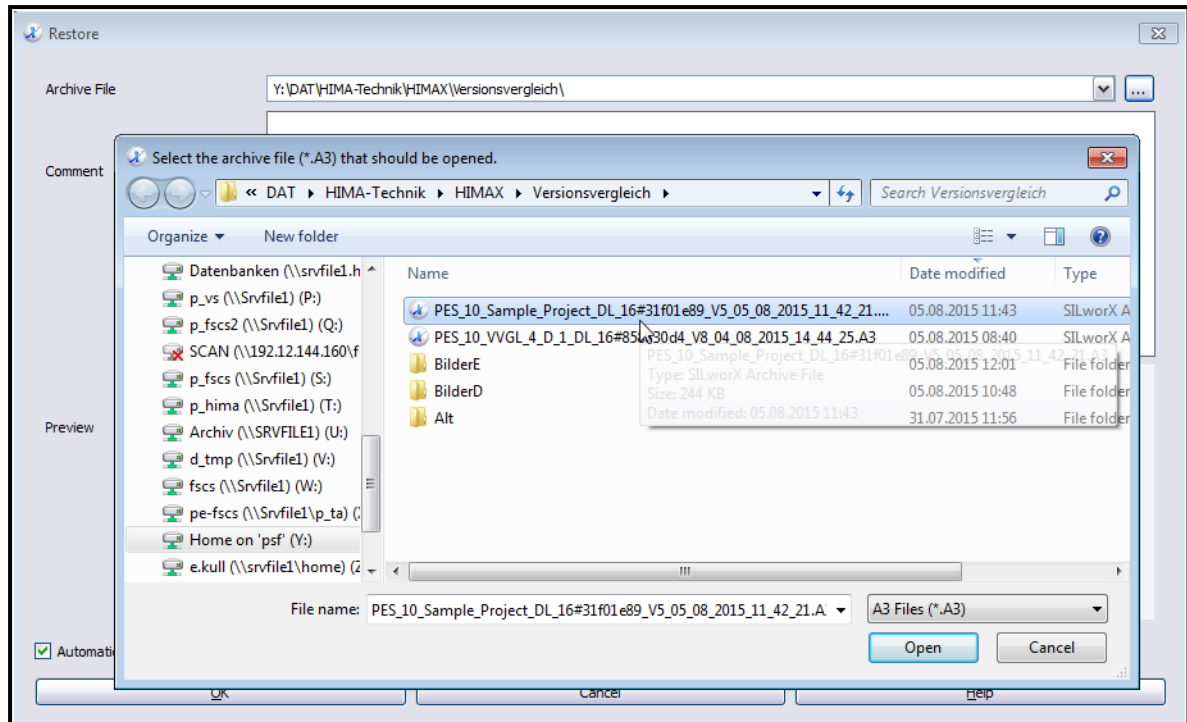 Restore
Archive File
Y:\DAT\HIMA-Technik\HIMAX\Versionsvergleich\
...
Comment
Select the archive file (*.A3) that should be opened.
« DAT HIMA-Technik HIMAX Versionsvergleich
Search Versionsvergleich
Organize
New folder
Datenbanken (\\srvfile1.h
p_vs (\\Srvfile1) (P:)
p_fscs2 (\\Srvfile1) (Q:)
SCAN (\\192.12.144.160\f
p_fscs (\\Srvfile1) (S:)
p_hima (\\Srvfile1) (T:)
Archiv (\\SRVFILE1) (U:)
d_tmp (\\Srvfile1) (V:)
fscs (\\Srvfile1) (W:)
pe-fscs (\\Srvfile1\p_ta) (
Home on 'psf' (Y:)
e.kull (\\srvfile1\home) (Z
Name Date modified Type
PES_10_Sample_Project_DL_16#31f01e89_V5_05_08_2015_11_42_21.... 05.08.2015 11:43 SILworX A
05.08.2015 08:40 SILworX A
BilderE 05.08.2015 12:01 File folder
BilderD 05.08.2015 10:48 File folder
Alt 31.07.2015 11:56 File folder
PES_10_Sample_Project_DL_16#31f01e89_V5_05_08_2015_11_42_21.A3
Type: SILworX Archive File
Size: 244 KB
Date modified: 05.08.2015 11:43
Preview
File name: PES_10_Sample_Project_DL_16#31f01e89_V5_05_08_2015_11_42_21.A
A3 Files (*.A3)
Open
Cancel
Automati
OK
Cancel
Help